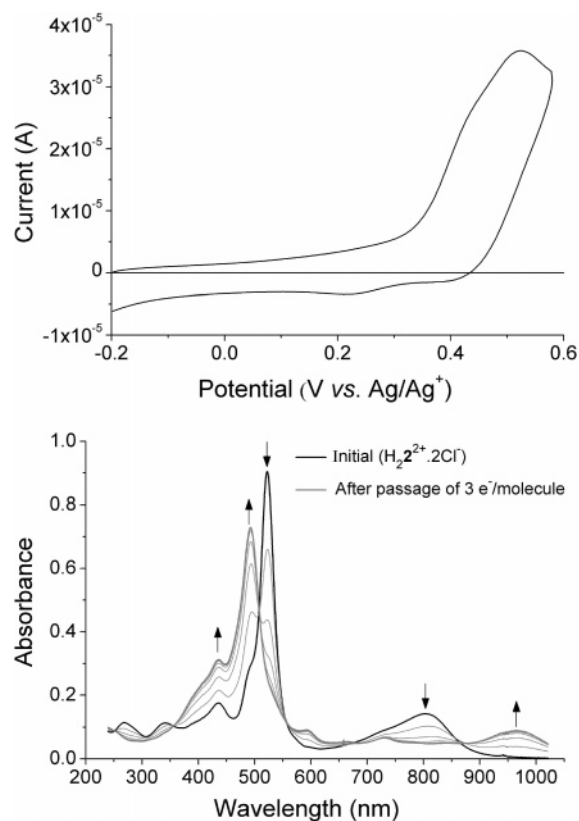 4x10⁻⁵
3x10⁻⁵
2x10⁻⁵
1x10⁻⁵
0
-1x10⁻⁵
Current (A)
-0.2 0.0 0.2 0.4 0.6
Potential (V vs. Ag/Ag⁺)
1.0
0.8
0.6
0.4
0.2
0.0
Absorbance
Initial (H₂2²⁺.2Cl⁻)
After passage of 3 e⁻/molecule
200 300 400 500 600 700 800 900 1000
Wavelength (nm)